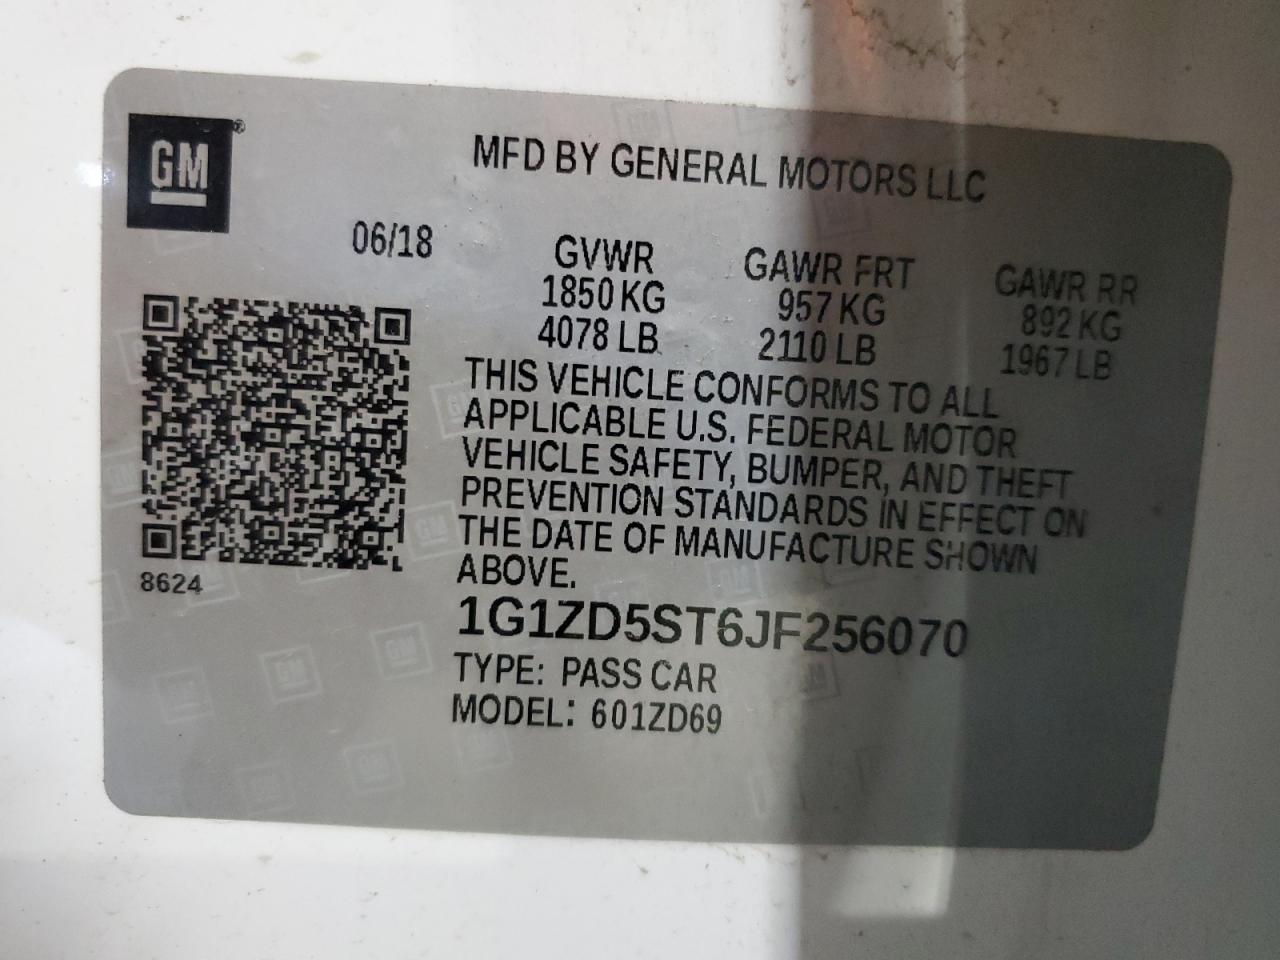 GM®
MFD BY GENERAL MOTORS LLC
06/18
GVWR GAWR FRT GAWR RR
1850 KG 957 KG 892 KG
4078 LB 2110 LB 1967 LB
THIS VEHICLE CONFORMS TO ALL
APPLICABLE U.S. FEDERAL MOTOR
VEHICLE SAFETY, BUMPER, AND THEFT
PREVENTION STANDARDS IN EFFECT ON
THE DATE OF MANUFACTURE SHOWN
ABOVE.
8624
1G1ZD5ST6JF256070
TYPE: PASS CAR
MODEL: 601ZD69